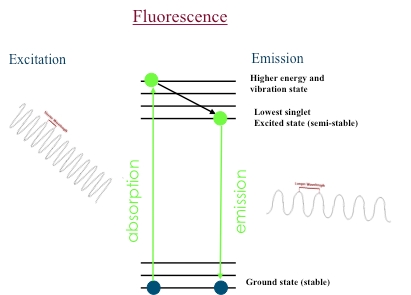 Fluorescence
Excitation
Emission
Higher energy and
vibration state
Lowest singlet
Excited state (semi-stable)
absorption
emission
Longer Wavelength
Ground state (stable)